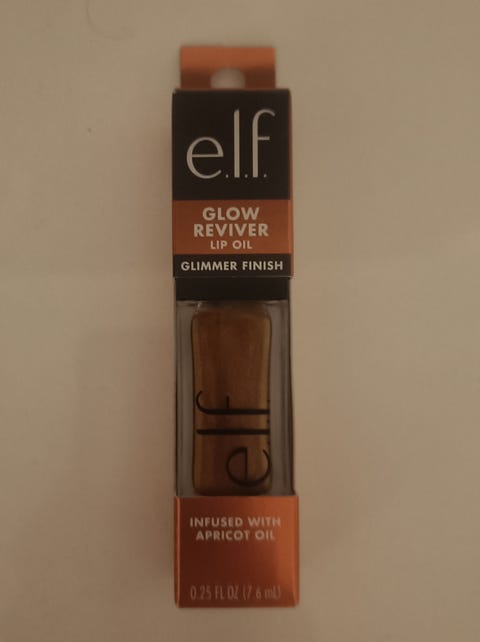 e.l.f.
GLOW
REVIVER
LIP OIL
GLIMMER FINISH
e.l.f.
INFUSED WITH
APRICOT OIL
0.25 FL OZ (7.6 mL)